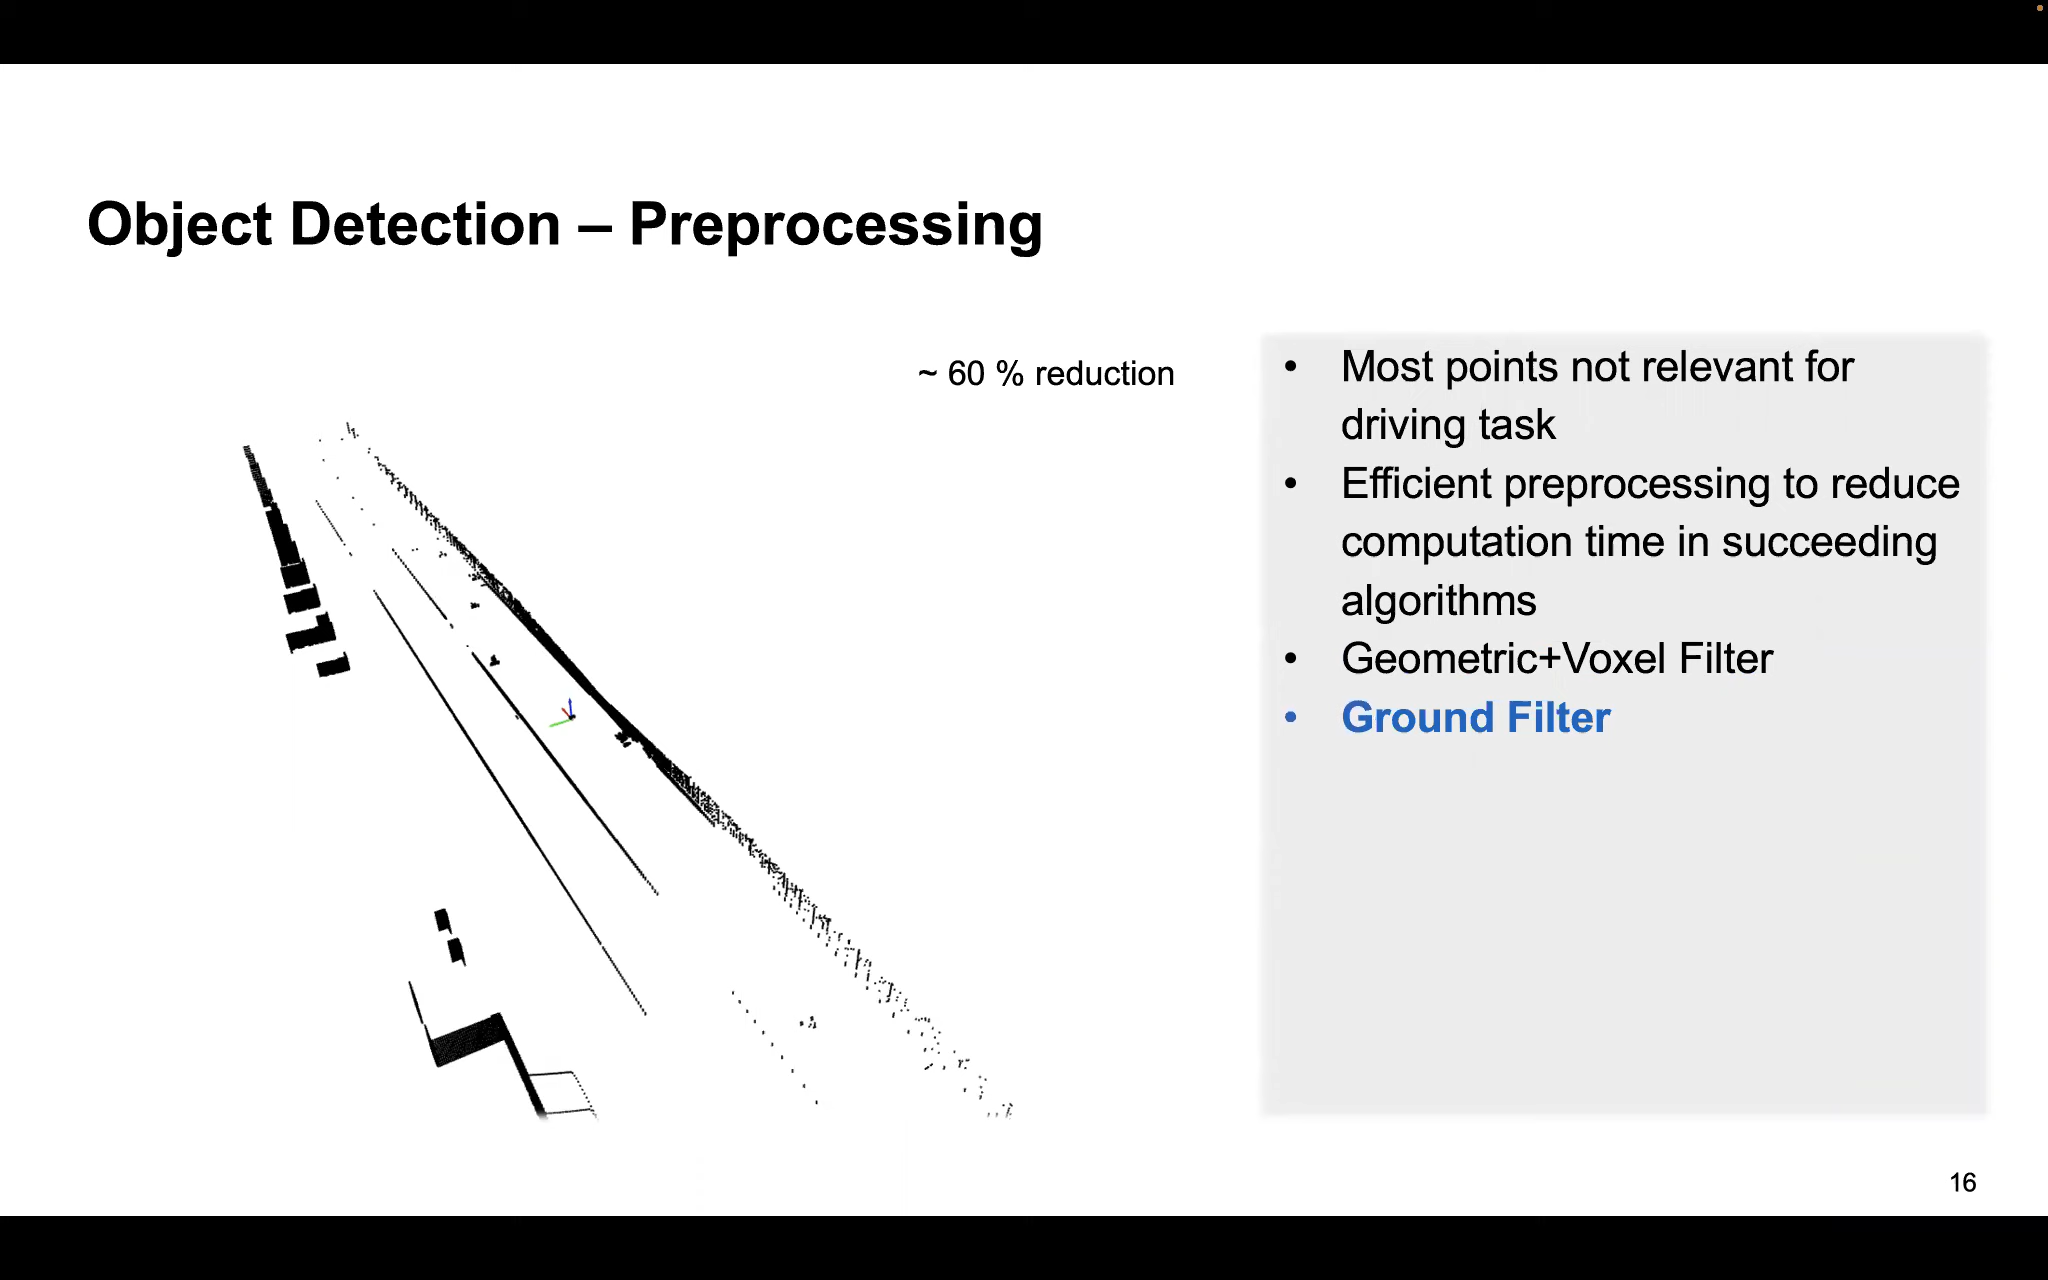 Object Detection – Preprocessing
~ 60 % reduction
• Most points not relevant for
driving task
• Efficient preprocessing to reduce
computation time in succeeding
algorithms
• Geometric+Voxel Filter
• Ground Filter
16